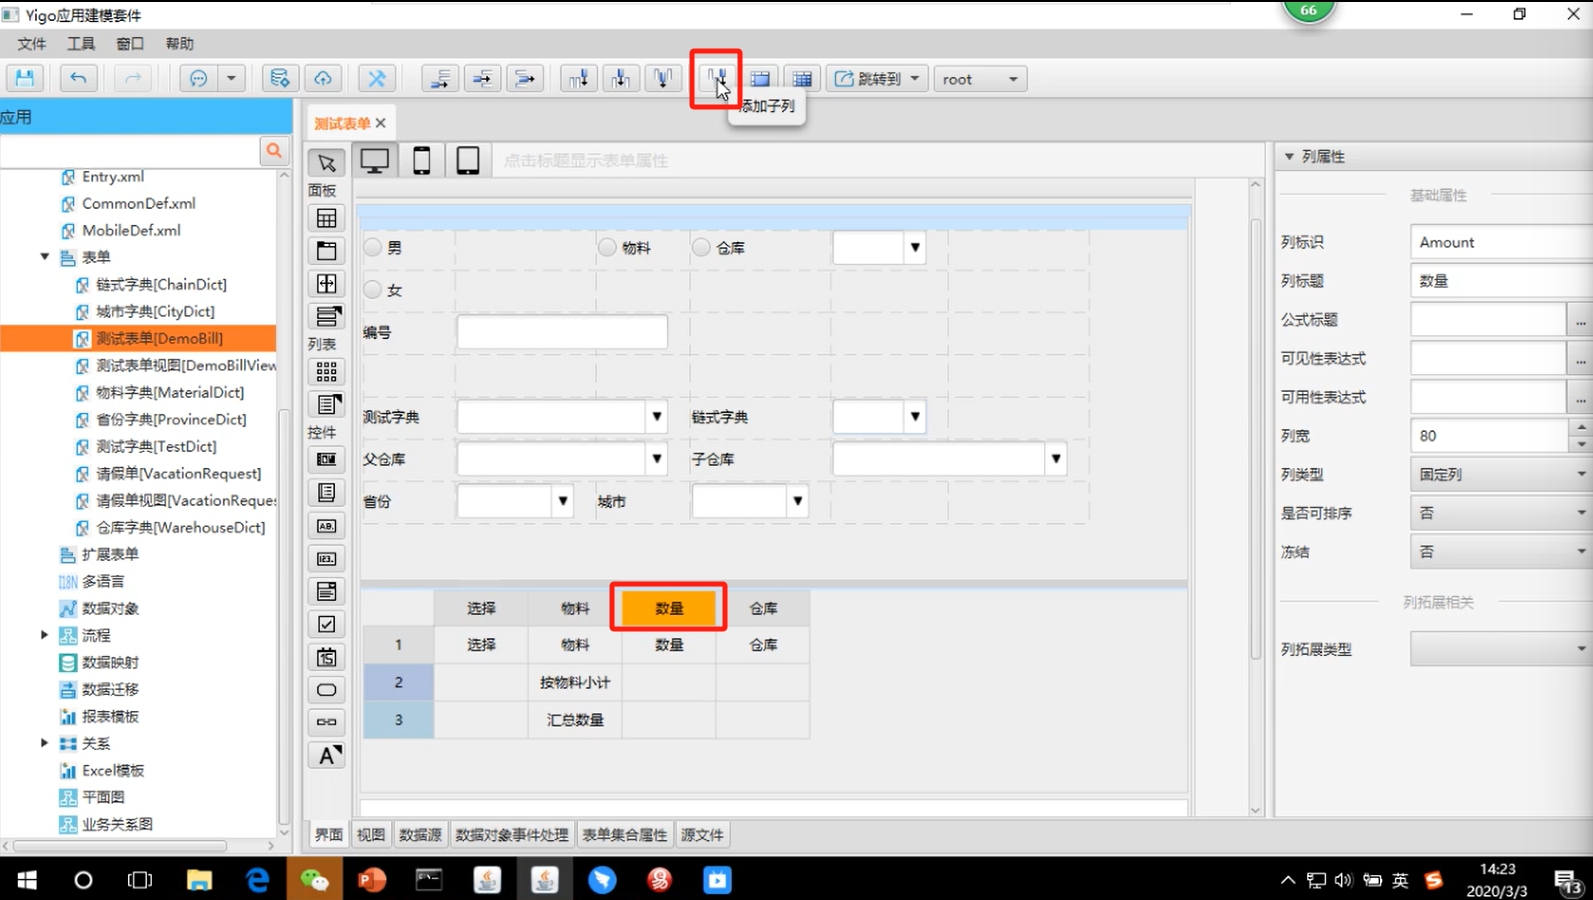 Yigo应用建模套件
66
文件 工具 窗口 帮助
跳转到 root
添加子列
应用
测试表单
点击标题显示表单属性
Entry.xml
CommonDef.xml
MobileDef.xml
表单
链式字典[ChainDict]
城市字典[CityDict]
测试表单[DemoBill]
测试表单视图[DemoBillView
物料字典[MaterialDict]
省份字典[ProvinceDict]
测试字典[TestDict]
请假单[VacationRequest]
请假单视图[VacationReques
仓库字典[WarehouseDict]
扩展表单
I18N 多语言
数据对象
流程
数据映射
数据迁移
报表模板
关系
Excel模板
平面图
业务关系图
面板
列表
控件
男 物料 仓库
女
编号
测试字典 链式字典
父仓库 子仓库
省份 城市
选择 物料 数量 仓库
1 选择 物料 数量 仓库
2 按物料小计
3 汇总数量
界面 视图 数据源 数据对象事件处理 表单集合属性 源文件
列属性
基础属性
列标识 Amount
列标题 数量
公式标题 ...
可见性表达式 ...
可用性表达式 ...
列宽 80
列类型 固定列
是否可排序 否
冻结 否
列拓展相关
列拓展类型
英
14:23
2020/3/3
13